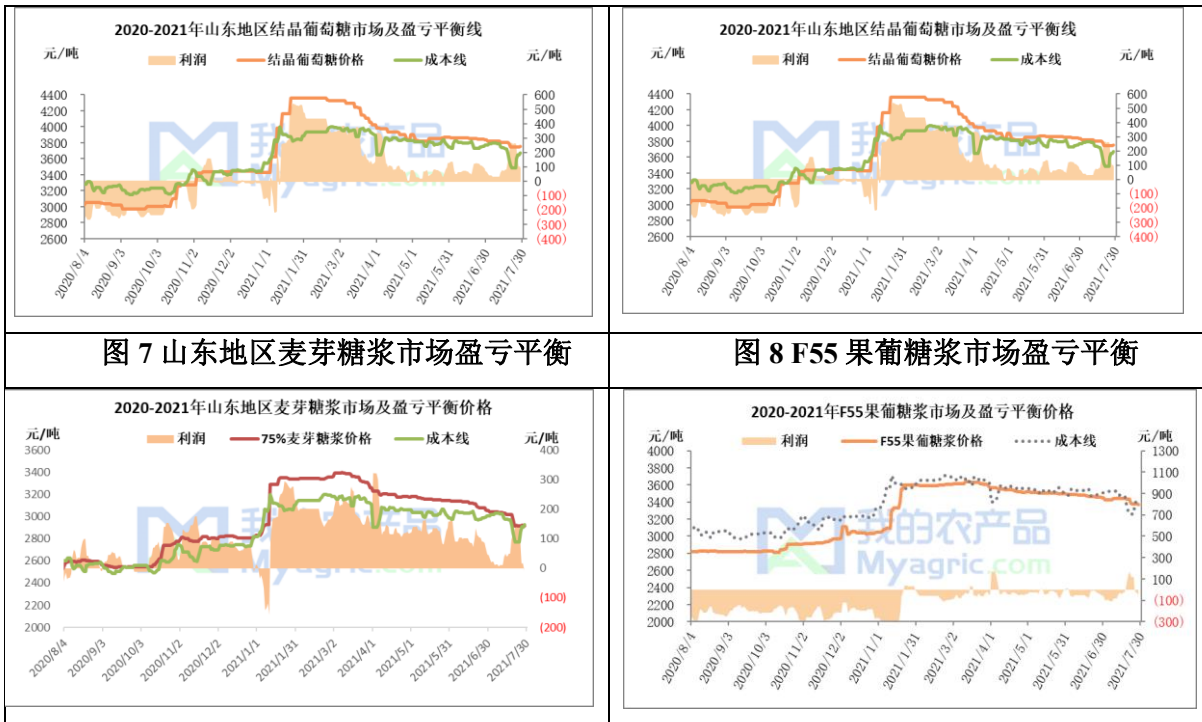 2020-2021年山东地区结晶葡萄糖市场及盈亏平衡线
元/吨 元/吨
利润 结晶葡萄糖价格 成本线
4400 600
4200 500
4000 400
3800 300
3600 200
3400 100
3200 0
3000 (100)
2800 (200)
2600 (300)
(400)
我的农产品
Myagric.com
2020/8/4 2020/9/3 2020/10/3 2020/11/2 2020/12/2 2021/1/1 2021/1/31 2021/3/2 2021/4/1 2021/5/1 2021/5/31 2021/6/30 2021/7/30
2020-2021年山东地区结晶葡萄糖市场及盈亏平衡线
元/吨 元/吨
利润 结晶葡萄糖价格 成本线
4400 600
4200 500
4000 400
3800 300
3600 200
3400 100
3200 0
3000 (100)
2800 (200)
2600 (300)
(400)
我的农产品
Myagric.com
2020/8/4 2020/9/3 2020/10/3 2020/11/2 2020/12/2 2021/1/1 2021/1/31 2021/3/2 2021/4/1 2021/5/1 2021/5/31 2021/6/30 2021/7/30
图 7 山东地区麦芽糖浆市场盈亏平衡
图 8 F55 果葡糖浆市场盈亏平衡
2020-2021年山东地区麦芽糖浆市场及盈亏平衡价格
元/吨 元/吨
利润 75%麦芽糖浆价格 成本线
3600 400
3400 300
3200 200
3000 100
2800 0
2600 (100)
2400 (200)
2200
2000
我的农产品
Myagric.com
2020/8/4 2020/9/3 2020/10/3 2020/11/2 2020/12/2 2021/1/1 2021/1/31 2021/3/2 2021/4/1 2021/5/1 2021/5/31 2021/6/30 2021/7/30
2020-2021年F55果葡糖浆市场及盈亏平衡价格
元/吨 元/吨
利润 F55果葡糖浆价格 成本线
4000 1300
3800 1100
3600 900
3400 700
3200 500
3000 300
2800 100
2600 (100)
2400 (300)
2200
2000
我的农产品
Myagric.com
2020/8/4 2020/9/3 2020/10/3 2020/11/2 2020/12/2 2021/1/1 2021/1/31 2021/3/2 2021/4/1 2021/5/1 2021/5/31 2021/6/30 2021/7/30